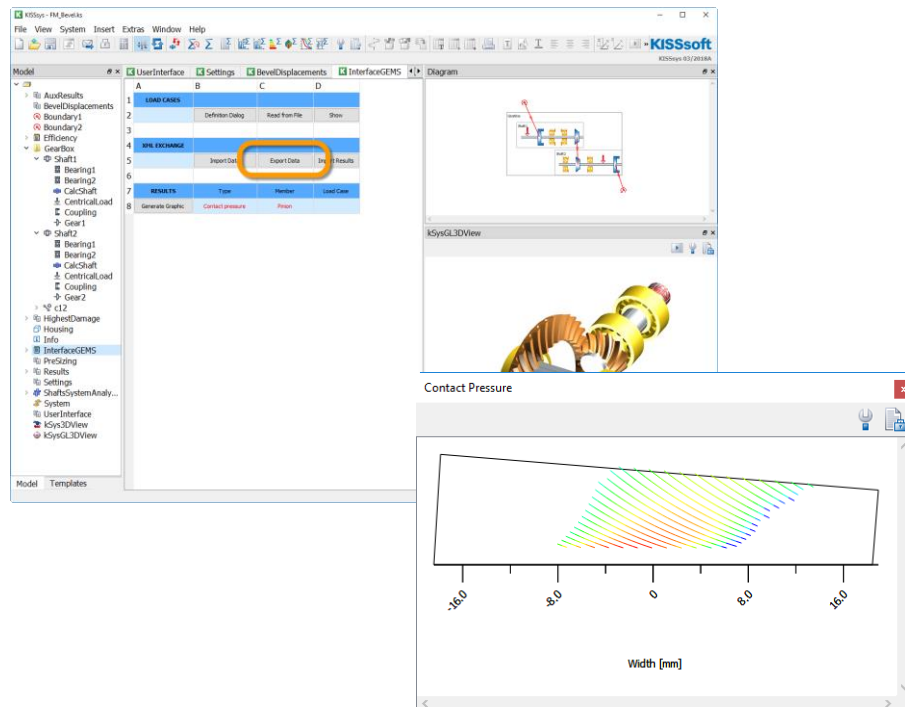 KISSsys - FM_Bevel.ks
File View System Insert Extras Window Help
KISSsoft
KISSsys 03/2018A
Model
UserInterface Settings BevelDisplacements InterfaceGEMS
Diagram
A B C D
1 LOAD CASES
2 Definition Dialog Read from File Show
3
4 XML EXCHANGE
5 Import Data Export Data Import Results
6
7 RESULTS Type Member Load Case
8 Generate Graphic Contact pressure Pinion
AuxResults
BevelDisplacements
Boundary1
Boundary2
Efficiency
GearBox
Shaft1
Bearing1
Bearing2
CalcShaft
CentricalLoad
Coupling
Gear1
Shaft2
Bearing1
Bearing2
CalcShaft
CentricalLoad
Coupling
Gear2
c12
HighestDamage
Housing
Info
InterfaceGEMS
PreSizing
Results
Settings
ShaftsSystemAnaly...
System
UserInterface
kSys3DView
kSysGL3DView
Model Templates
kSysGL3DView
Contact Pressure
-16.0 -8.0 0 8.0 16.0
Width [mm]